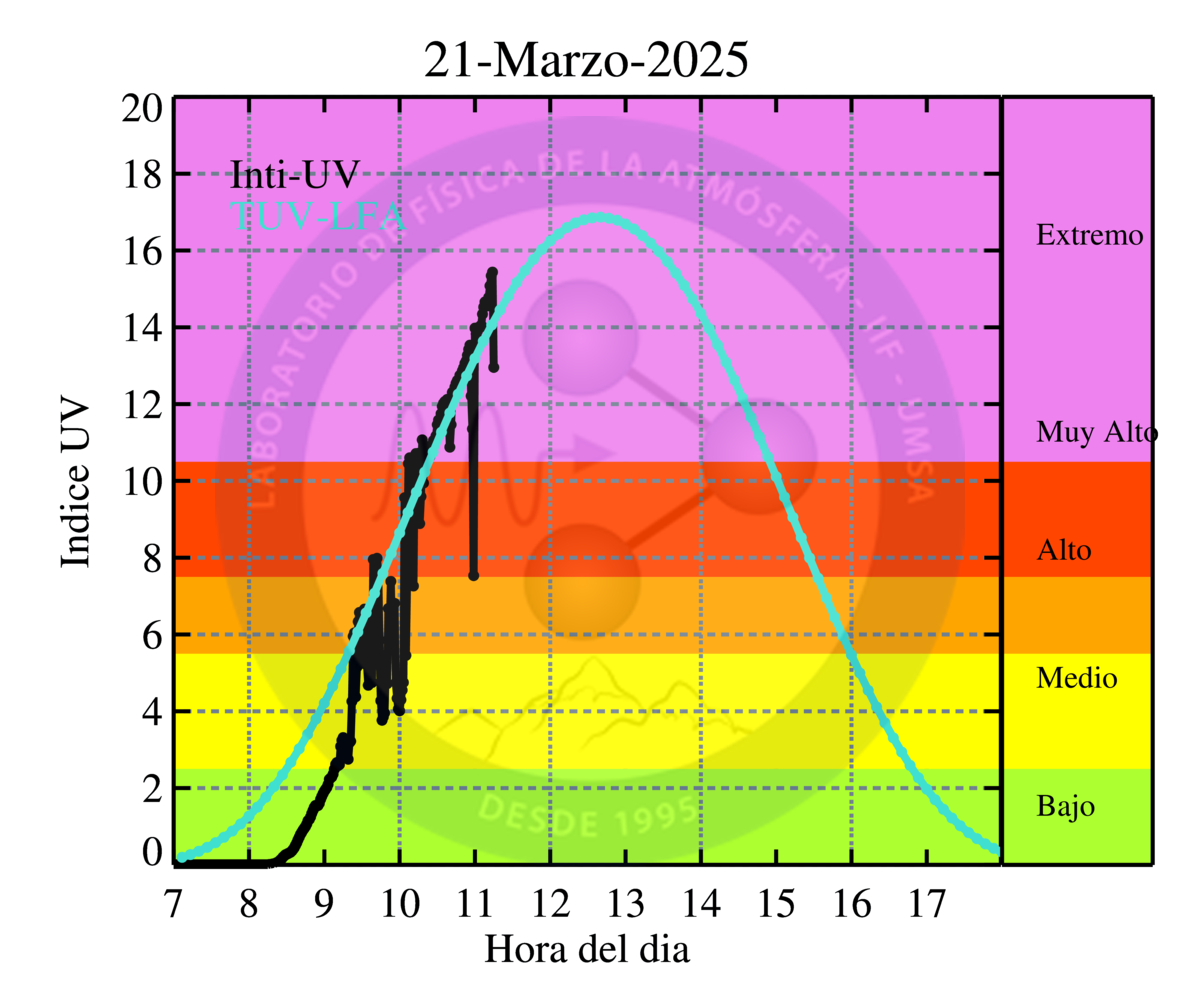 21-Marzo-2025
Inti-UV
TUV-LFA
LABORATORIO DE FÍSICA DE LA ATMÓSFERA - IIF - UMSA
DESDE 1995
Indice UV
20
18
16
14
12
10
8
6
4
2
0
Extremo
Muy Alto
Alto
Medio
Bajo
7 8 9 10 11 12 13 14 15 16 17
Hora del dia